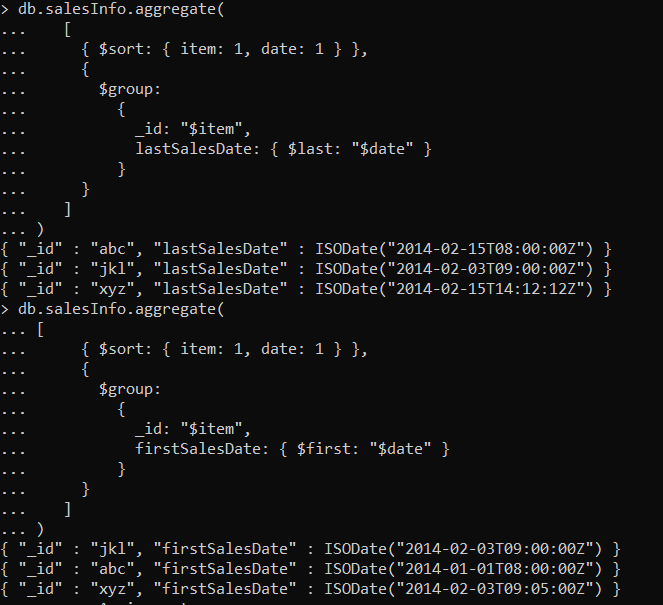 > db.salesInfo.aggregate(
...     [
...       { $sort: { item: 1, date: 1 } },
...       {
...         $group:
...           {
...             _id: "$item",
...             lastSalesDate: { $last: "$date" }
...           }
...       }
...     ]
... )
{ "_id" : "abc", "lastSalesDate" : ISODate("2014-02-15T08:00:00Z") }
{ "_id" : "jkl", "lastSalesDate" : ISODate("2014-02-03T09:00:00Z") }
{ "_id" : "xyz", "lastSalesDate" : ISODate("2014-02-15T14:12:12Z") }
> db.salesInfo.aggregate(
... [
...       { $sort: { item: 1, date: 1 } },
...       {
...         $group:
...           {
...             _id: "$item",
...             firstSalesDate: { $first: "$date" }
...           }
...       }
...     ]
... )
{ "_id" : "jkl", "firstSalesDate" : ISODate("2014-02-03T09:00:00Z") }
{ "_id" : "abc", "firstSalesDate" : ISODate("2014-01-01T08:00:00Z") }
{ "_id" : "xyz", "firstSalesDate" : ISODate("2014-02-03T09:05:00Z") }